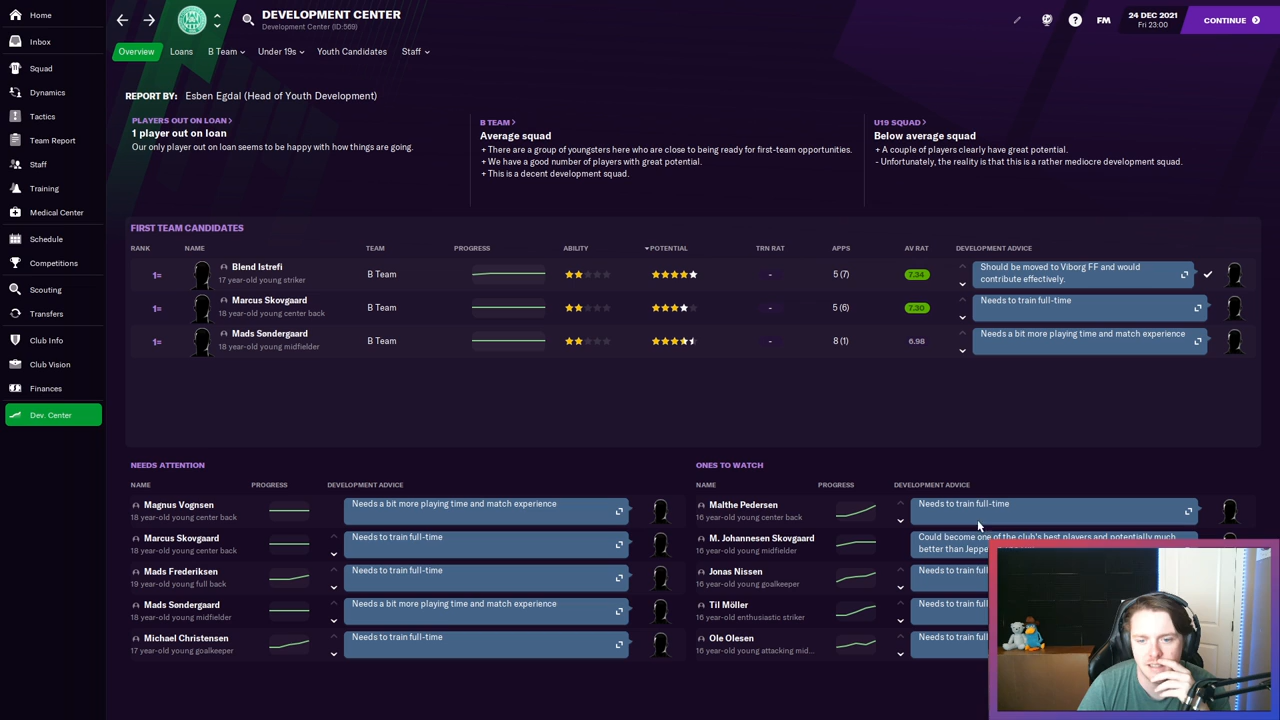 Home
Inbox
Squad
Dynamics
Tactics
Team Report
Staff
Training
Medical Center
Schedule
Competitions
Scouting
Transfers
Club Info
Club Vision
Finances
Dev. Center
DEVELOPMENT CENTER
Development Center (ID:569)
FM
24 DEC 2021
Fri 23:00
CONTINUE
Overview
Loans
B Team
Under 19s
Youth Candidates
Staff
REPORT BY: Esben Egdal (Head of Youth Development)
PLAYERS OUT ON LOAN
1 player out on loan
Our only player out on loan seems to be happy with how things are going.
B TEAM
Average squad
+ There are a group of youngsters here who are close to being ready for first-team opportunities.
+ We have a good number of players with great potential.
+ This is a decent development squad.
U19 SQUAD
Below average squad
+ A couple of players clearly have great potential.
- Unfortunately, the reality is that this is a rather mediocre development squad.
FIRST TEAM CANDIDATES
RANK NAME TEAM PROGRESS ABILITY POTENTIAL TRN RAT APPS AV RAT DEVELOPMENT ADVICE
1= Blend Istrefi B Team - 5 (7) 7.34 Should be moved to Viborg FF and would
17 year-old young striker contribute effectively.
1= Marcus Skovgaard B Team - 5 (6) 7.30 Needs to train full-time
18 year-old young center back
1= Mads Søndergaard B Team - 8 (1) 6.98 Needs a bit more playing time and match experience
18 year-old young midfielder
NEEDS ATTENTION
NAME PROGRESS DEVELOPMENT ADVICE
Magnus Vognsen Needs a bit more playing time and match experience
18 year-old young center back
Marcus Skovgaard Needs to train full-time
18 year-old young center back
Mads Frederiksen Needs to train full-time
19 year-old young full back
Mads Søndergaard Needs a bit more playing time and match experience
18 year-old young midfielder
Michael Christensen Needs to train full-time
17 year-old young goalkeeper
ONES TO WATCH
NAME PROGRESS DEVELOPMENT ADVICE
Malthe Pedersen Needs to train full-time
16 year-old young center back
M. Johannesen Skovgaard Could become one of the club's best players and potentially much
16 year-old young midfielder better than Jeppe
Jonas Nissen Needs to train full
16 year-old young goalkeeper
Til Möller Needs to train full
16 year-old enthusiastic striker
Ole Olesen Needs to train full
16 year-old young attacking mid...